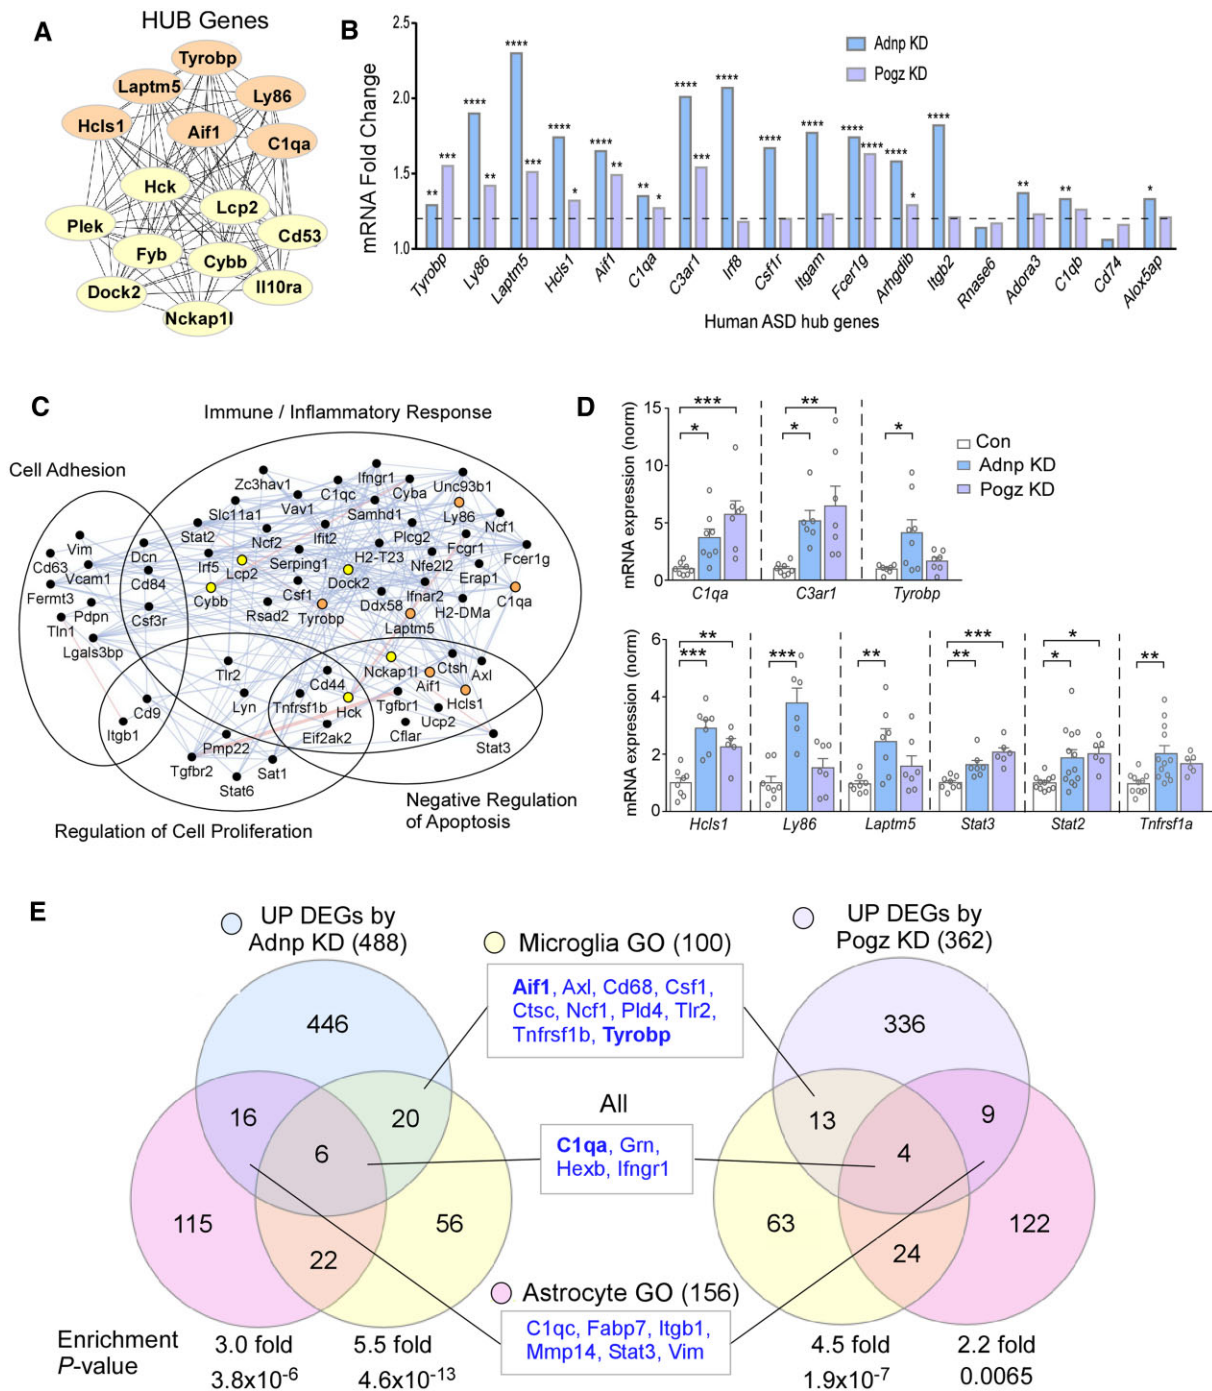 A
HUB Genes
Tyrobp
Laptm5
Ly86
Hcls1
Aif1
C1qa
Hck
Lcp2
Plek
Cd53
Fyb
Cybb
Dock2
Il10ra
Nckap1l
B
mRNA Fold Change
2.5
2.0
1.5
1.0
Adnp KD
Pogz KD
** *** **** ** **** *** **** * **** ** ** * **** *** **** **** **** **** **** **** * **** ** ** *
Tyrobp Ly86 Laptm5 Hcls1 Aif1 C1qa C3ar1 Irf8 Csf1r Itgam Fcer1g Arhgdib Itgb2 Rnase6 Adora3 C1qb Cd74 Alox5ap
Human ASD hub genes
C
Immune / Inflammatory Response
Cell Adhesion
Zc3hav1
Ifngr1
C1qc
Cyba
Unc93b1
Slc11a1
Vav1
Samhd1
Ly86
Stat2
Ncf2
Ifit2
Plcg2
Ncf1
Vim
Dcn
Irf5
Lcp2
Serping1
H2-T23
Fcgr1
Fcer1g
Cd63
Vcam1
Cd84
Dock2
Nfe2l2
Erap1
Fermt3
Cybb
Csf1
Ifnar2
C1qa
Pdpn
Csf3r
Rsad2
Tyrobp
Ddx58
H2-DMa
Tln1
Laptm5
Lgals3bp
Tlr2
Nckap1l
Ctsh
Axl
Cd44
Aif1
Cd9
Lyn
Tnfrsf1b
Hck
Tgfbr1
Hcls1
Itgb1
Ucp2
Pmp22
Eif2ak2
Cflar
Stat3
Tgfbr2
Sat1
Stat6
Negative Regulation
of Apoptosis
Regulation of Cell Proliferation
D
mRNA expression (norm)
15
10
5
0
*** * ** * *
Con
Adnp KD
Pogz KD
C1qa C3ar1 Tyrobp
mRNA expression (norm)
6
4
2
0
** *** *** ** *** ** * * **
Hcls1 Ly86 Laptm5 Stat3 Stat2 Tnfrsf1a
E
UP DEGs by
Adnp KD (488)
Microglia GO (100)
UP DEGs by
Pogz KD (362)
Aif1, Axl, Cd68, Csf1,
Ctsc, Ncf1, Pld4, Tlr2,
Tnfrsf1b, Tyrobp
446
336
16
20
6
All
C1qa, Grn,
Hexb, Ifngr1
13
9
4
115
56
22
63
122
24
Astrocyte GO (156)
C1qc, Fabp7, Itgb1,
Mmp14, Stat3, Vim
Enrichment
P-value
3.0 fold
3.8x10⁻⁶
5.5 fold
4.6x10⁻¹³
4.5 fold
1.9x10⁻⁷
2.2 fold
0.0065